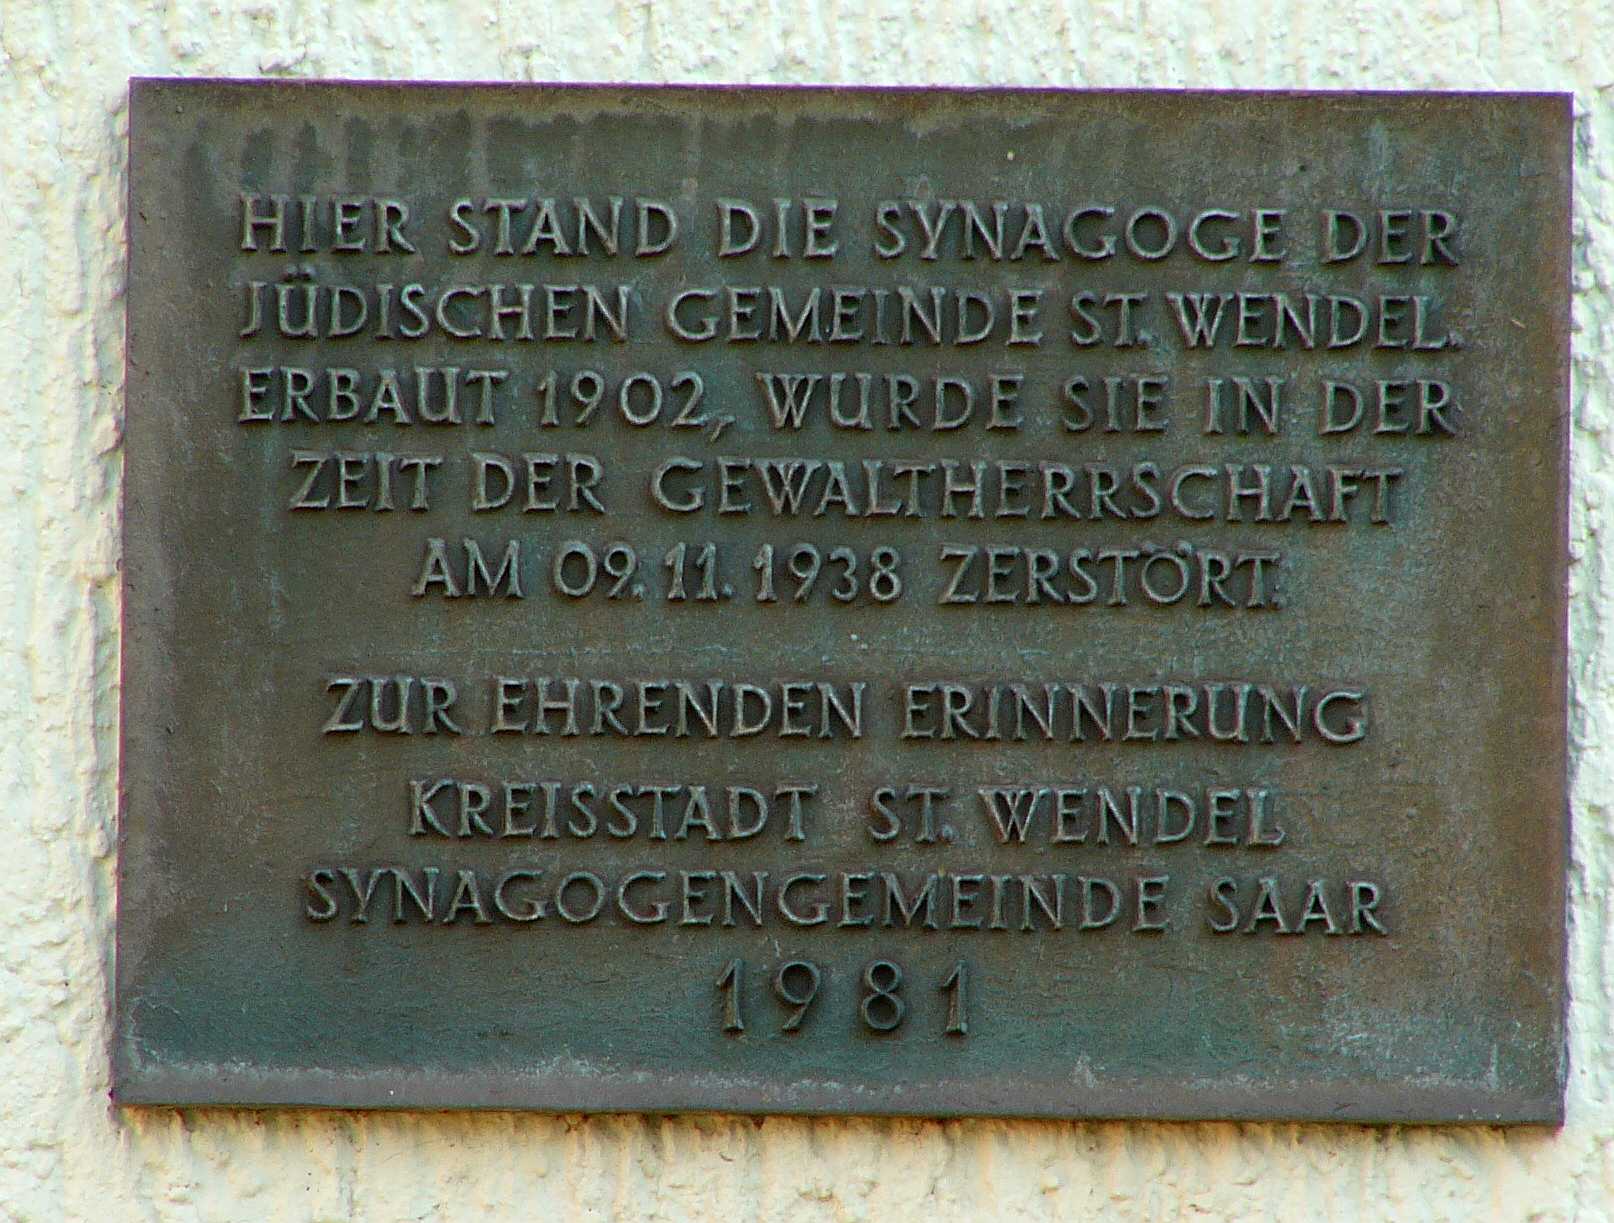 HIER STAND DIE SYNAGOGE DER
JÜDISCHEN GEMEINDE ST. WENDEL.
ERBAUT 1902, WURDE SIE IN DER
ZEIT DER GEWALTHERRSCHAFT
AM 09. 11. 1938 ZERSTÖRT.
ZUR EHRENDEN ERINNERUNG
KREISSTADT ST. WENDEL
SYNAGOGENGEMEINDE SAAR
1981